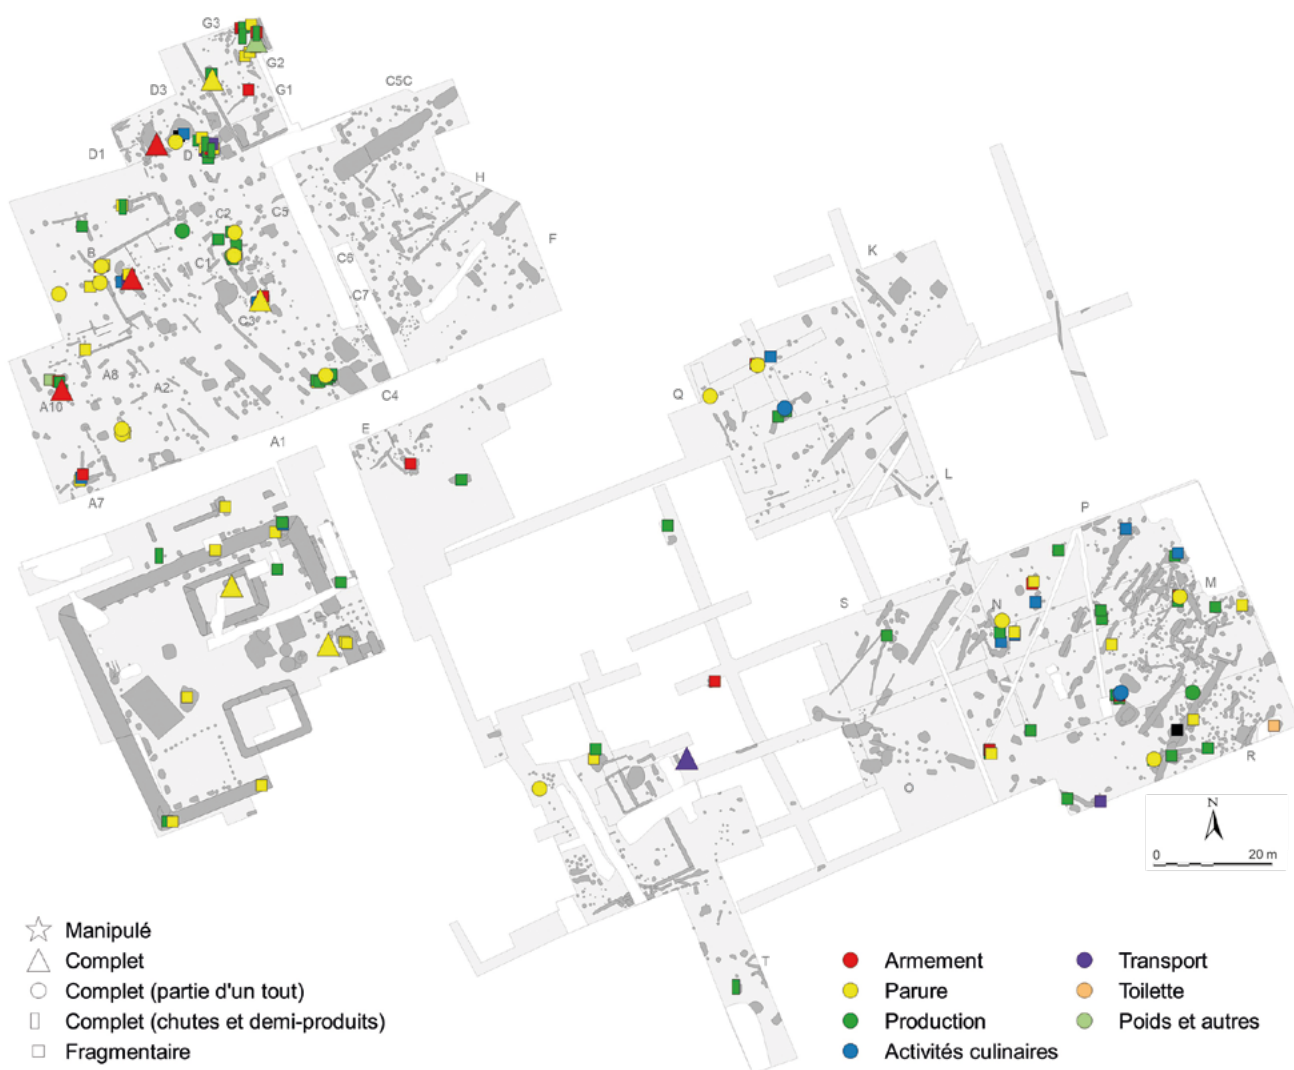 G3
G2
C5C
D3
G1
D1
D
H
C2
C5
F
B
C1
C6
K
C7
C3
A8
A2
Q
A10
C4
A1
E
L
A7
P
M
S
N
R
O
N
0 20 m
T
Manipulé
Complet
Complet (partie d'un tout)
Complet (chutes et demi-produits)
Fragmentaire
Armement
Parure
Production
Activités culinaires
Transport
Toilette
Poids et autres